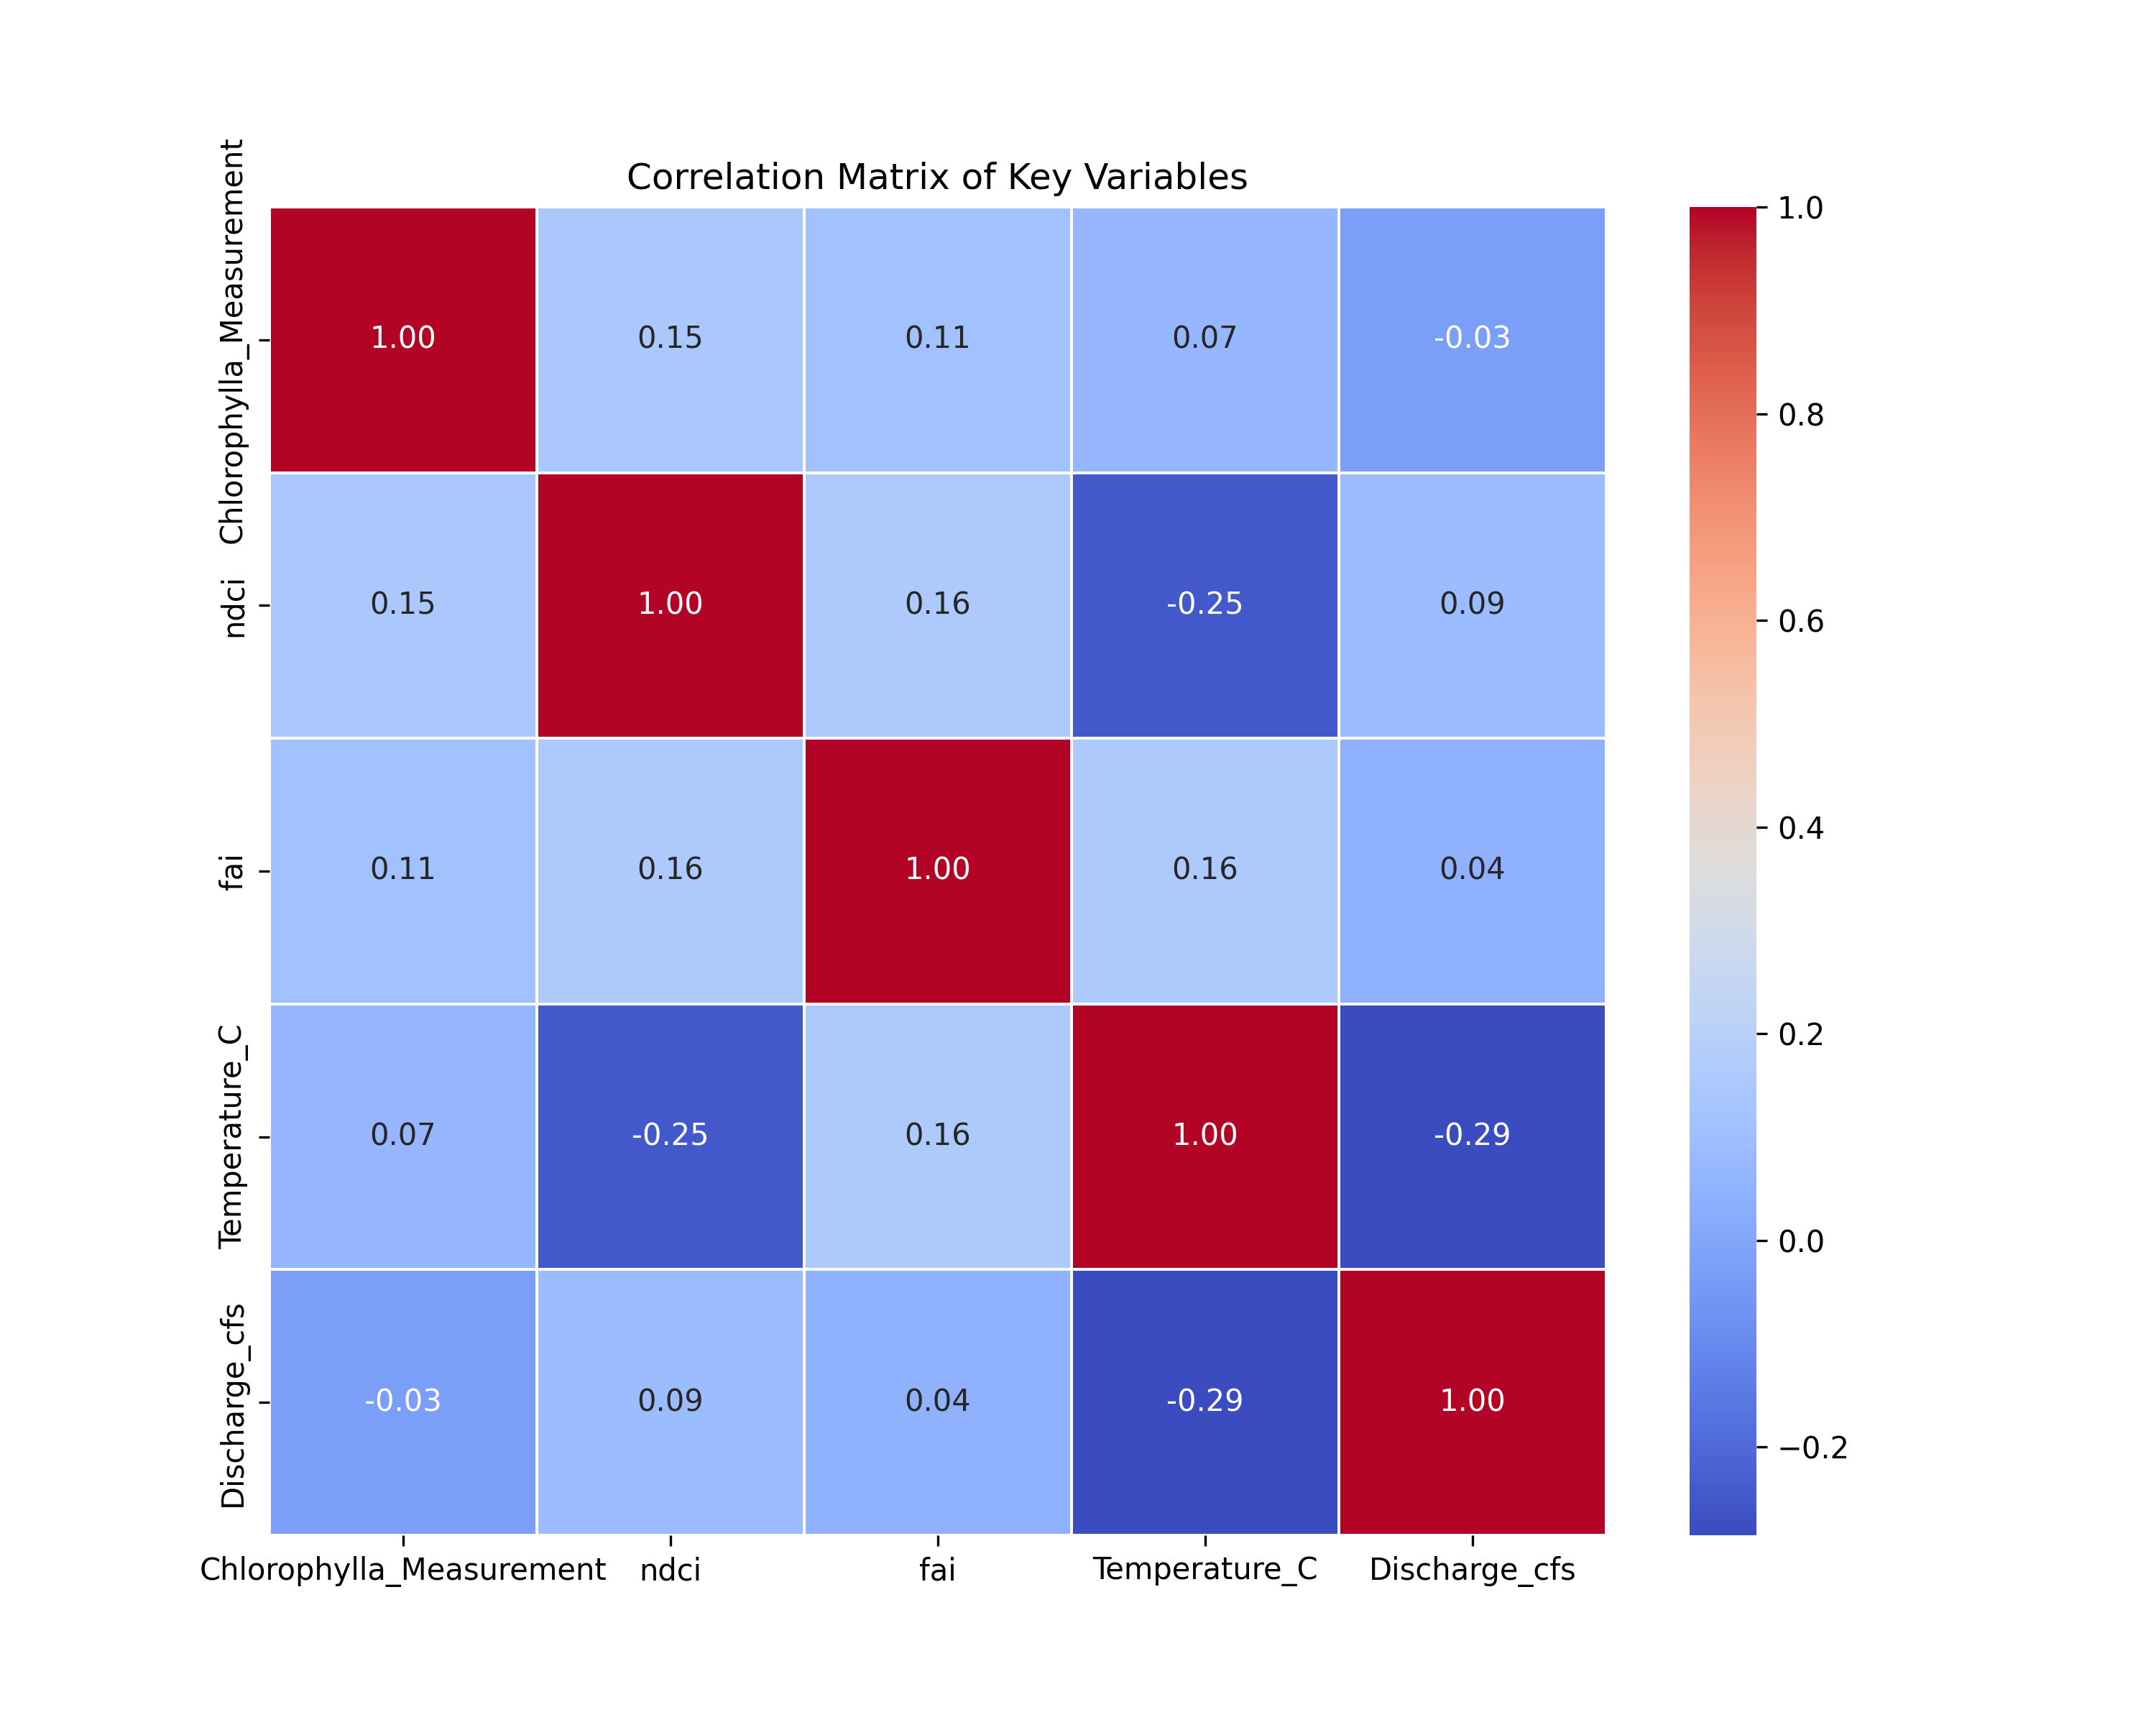 Correlation Matrix of Key Variables
Chlorophylla_Measurement 1.00 0.15 0.11 0.07 -0.03
ndci 0.15 1.00 0.16 -0.25 0.09
fai 0.11 0.16 1.00 0.16 0.04
Temperature_C 0.07 -0.25 0.16 1.00 -0.29
Discharge_cfs -0.03 0.09 0.04 -0.29 1.00
Chlorophylla_Measurement ndci fai Temperature_C Discharge_cfs
1.0
0.8
0.6
0.4
0.2
0.0
−0.2